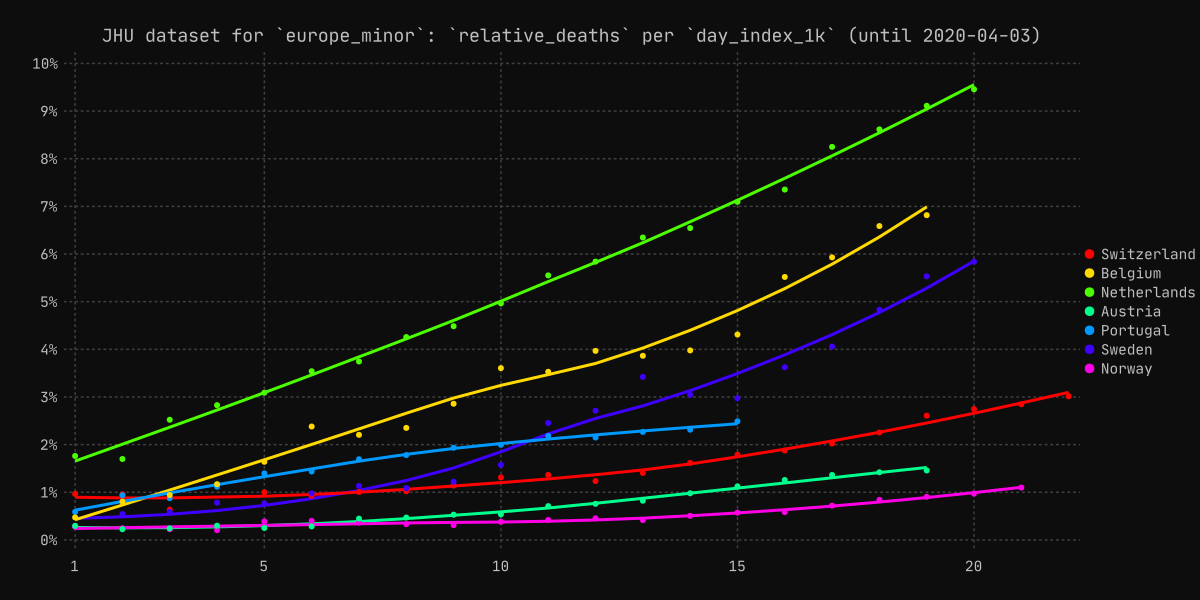 JHU dataset for `europe_minor`: `relative_deaths` per `day_index_1k` (until 2020-04-03)
10%
9%
8%
7%
6%
5%
4%
3%
2%
1%
0%
1
5
10
15
20
Switzerland
Belgium
Netherlands
Austria
Portugal
Sweden
Norway